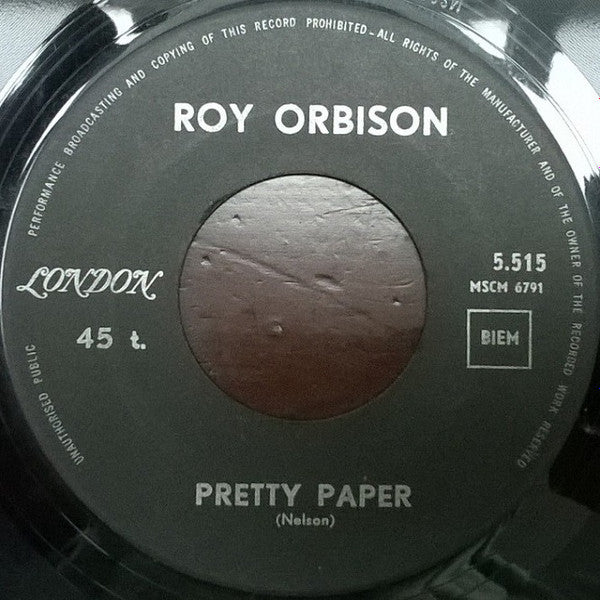 UNAUTHORISED PUBLIC PERFORMANCE BROADCASTING AND COPYING OF THIS RECORD PROHIBITED-ALL RIGHTS OF THE MANUFACTURER AND OF THE OWNER OF THE RECORDED WORK RESERVED
ROY ORBISON
LONDON
45 t.
5.515
MSCM 6791
BIEM
PRETTY PAPER
(Nelson)